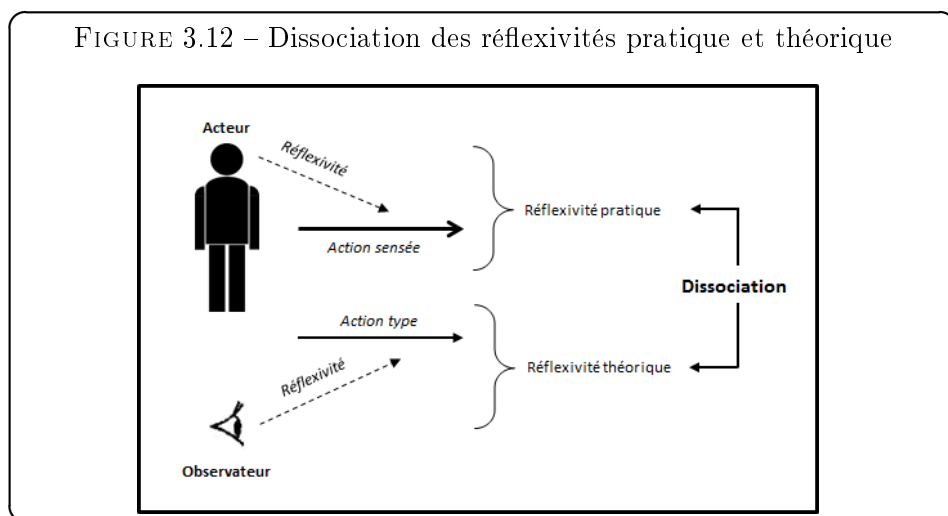 FIGURE 3.12 – Dissociation des réflexivités pratique et théorique
Acteur
Réflexivité
Action sensée
Réflexivité pratique
Dissociation
Action type
Réflexivité
Réflexivité théorique
Observateur